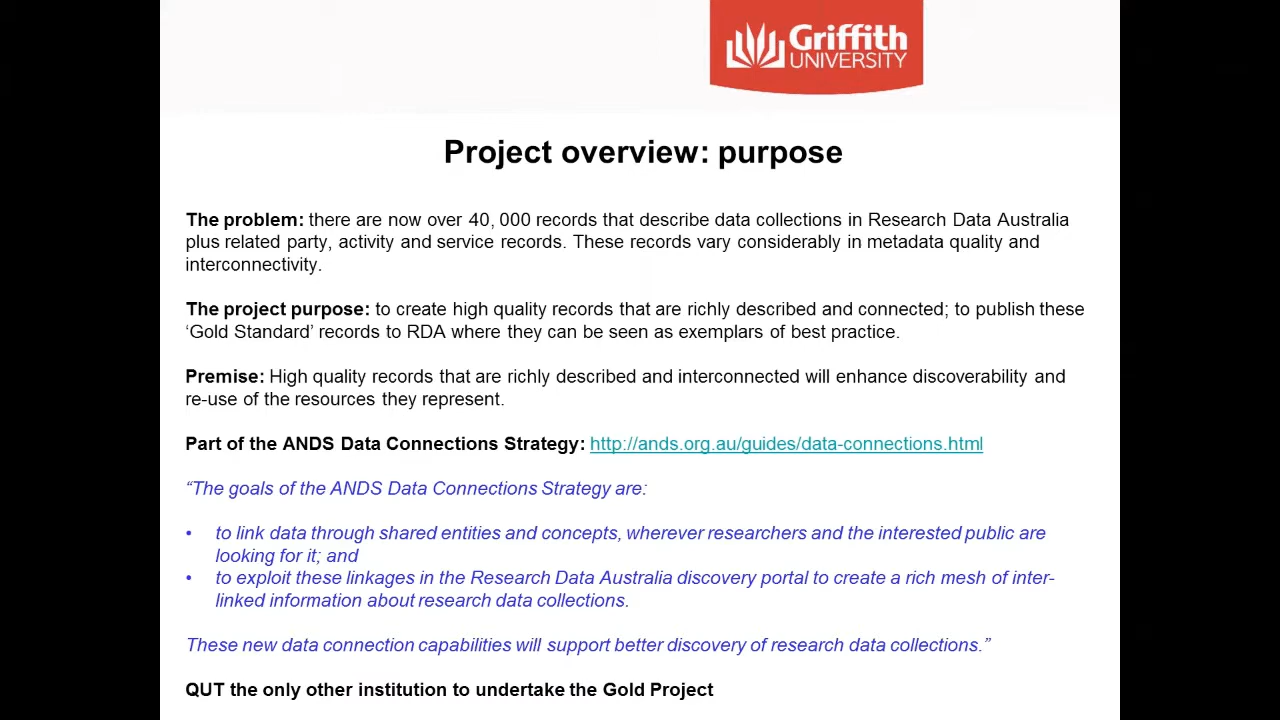 Griffith
UNIVERSITY
Project overview: purpose
The problem: there are now over 40, 000 records that describe data collections in Research Data Australia
plus related party, activity and service records. These records vary considerably in metadata quality and
interconnectivity.
The project purpose: to create high quality records that are richly described and connected; to publish these
‘Gold Standard’ records to RDA where they can be seen as exemplars of best practice.
Premise: High quality records that are richly described and interconnected will enhance discoverability and
re-use of the resources they represent.
Part of the ANDS Data Connections Strategy: http://ands.org.au/guides/data-connections.html
“The goals of the ANDS Data Connections Strategy are:
• to link data through shared entities and concepts, wherever researchers and the interested public are
looking for it; and
• to exploit these linkages in the Research Data Australia discovery portal to create a rich mesh of inter-
linked information about research data collections.
These new data connection capabilities will support better discovery of research data collections.”
QUT the only other institution to undertake the Gold Project